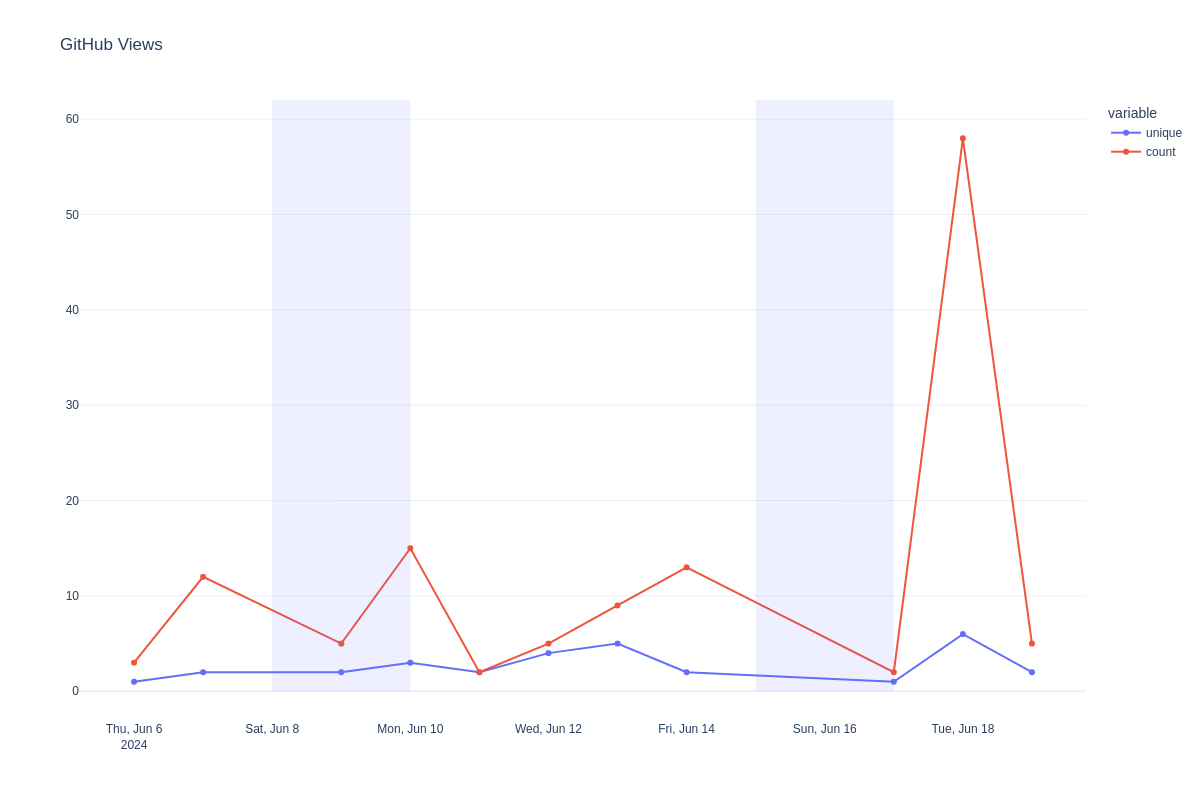 GitHub Views
60
50
40
30
20
10
0
Thu, Jun 6
2024
Sat, Jun 8
Mon, Jun 10
Wed, Jun 12
Fri, Jun 14
Sun, Jun 16
Tue, Jun 18
variable
unique
count